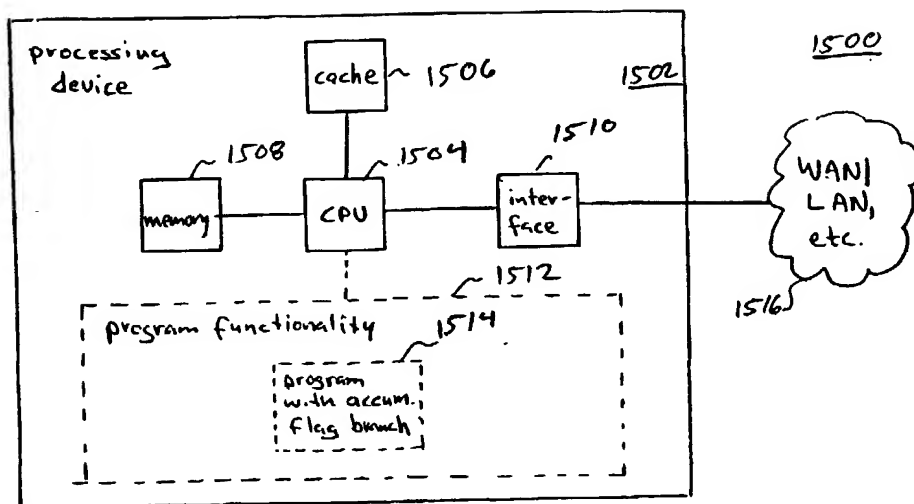 processing
device
cache
1506
1502
1500
1508
1504
1510
memory
CPU
inter-
face
WAN/
LAN,
etc.
1516
1512
program functionality
1514
program
with accum.
flag branch